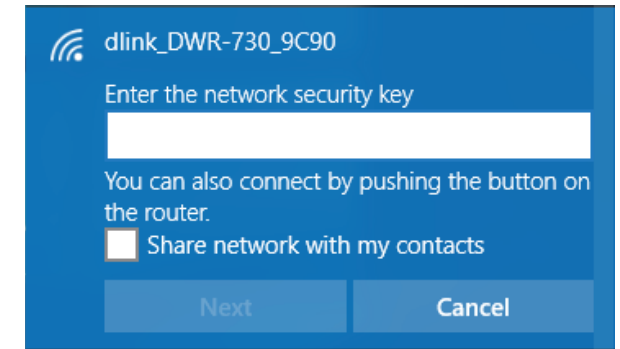 dlink_DWR-730_9C90
Enter the network security key
You can also connect by pushing the button on
the router.
Share network with my contacts
Next
Cancel